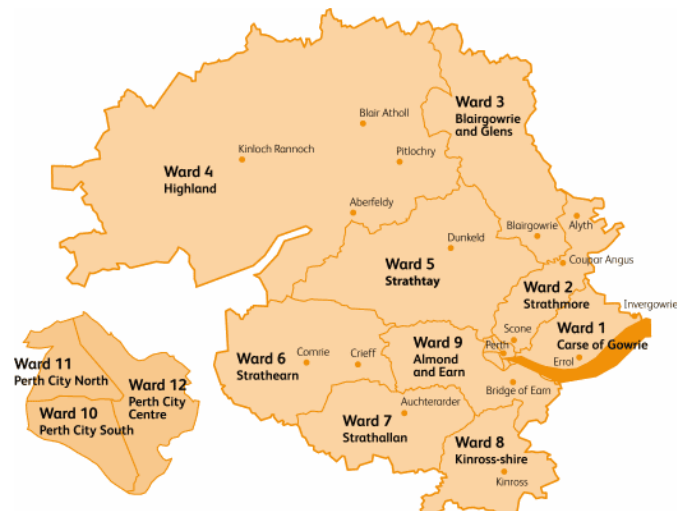 Ward 3
Blairgowrie
and Glens
Blair Atholl
Kinloch Rannoch
Pitlochry
Ward 4
Highland
Aberfeldy
Dunkeld
Blairgowrie
Alyth
Ward 5
Strathtay
Coupar Angus
Ward 2
Strathmore
Invergowrie
Scone
Ward 1
Carse of Gowrie
Perth
Errol
Ward 9
Almond
and Earn
Ward 6
Strathearn
Comrie
Crieff
Bridge of Earn
Auchterarder
Ward 7
Strathallan
Ward 8
Kinross-shire
Kinross
Ward 11
Perth City North
Ward 12
Perth City
Centre
Ward 10
Perth City South